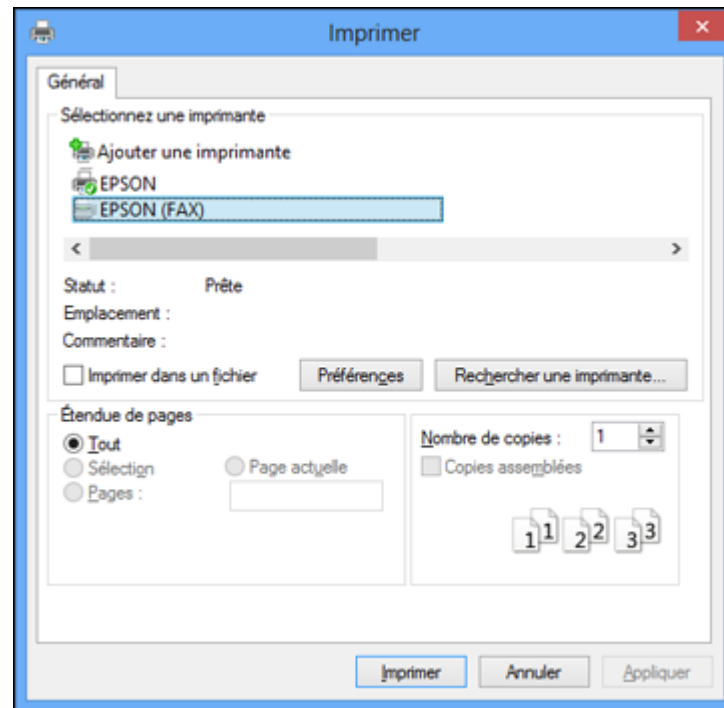 Imprimer
Général
Sélectionnez une imprimante
Ajouter une imprimante
EPSON
EPSON (FAX)
Statut : Prête
Emplacement :
Commentaire :
Imprimer dans un fichier Préférences Rechercher une imprimante...
Étendue de pages
Tout
Sélection Page actuelle
Pages :
Nombre de copies : 1
Copies assemblées
1 1 2 2 3 3
Imprimer Annuler Appliquer